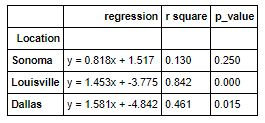 regression r square p_value
Location
Sonoma y = 0.818x + 1.517 0.130 0.250
Louisville y = 1.453x + -3.775 0.842 0.000
Dallas y = 1.581x + -4.842 0.461 0.015